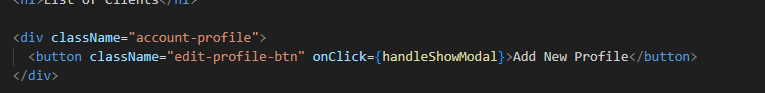 <h1>List of Clients</h1>
<div className="account-profile">
<button className="edit-profile-btn" onClick={handleShowModal}>Add New Profile</button>
</div>